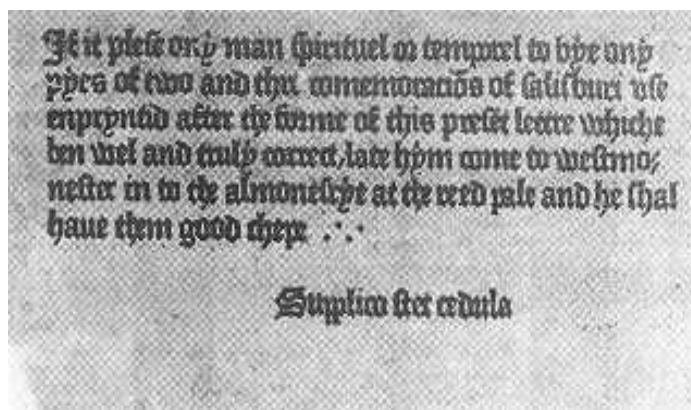 If it plese ony man spirituel or temporel to bye ony
pyes of two and thre comemoracios of salisburi use
enpryntid after the forme of this preset lettre whiche
ben wel and truly correct, late hym come to westmo-
nester in to the almonesrye at the reed pale and he shal
have them good chepe .·.·
Supplico stet cedula